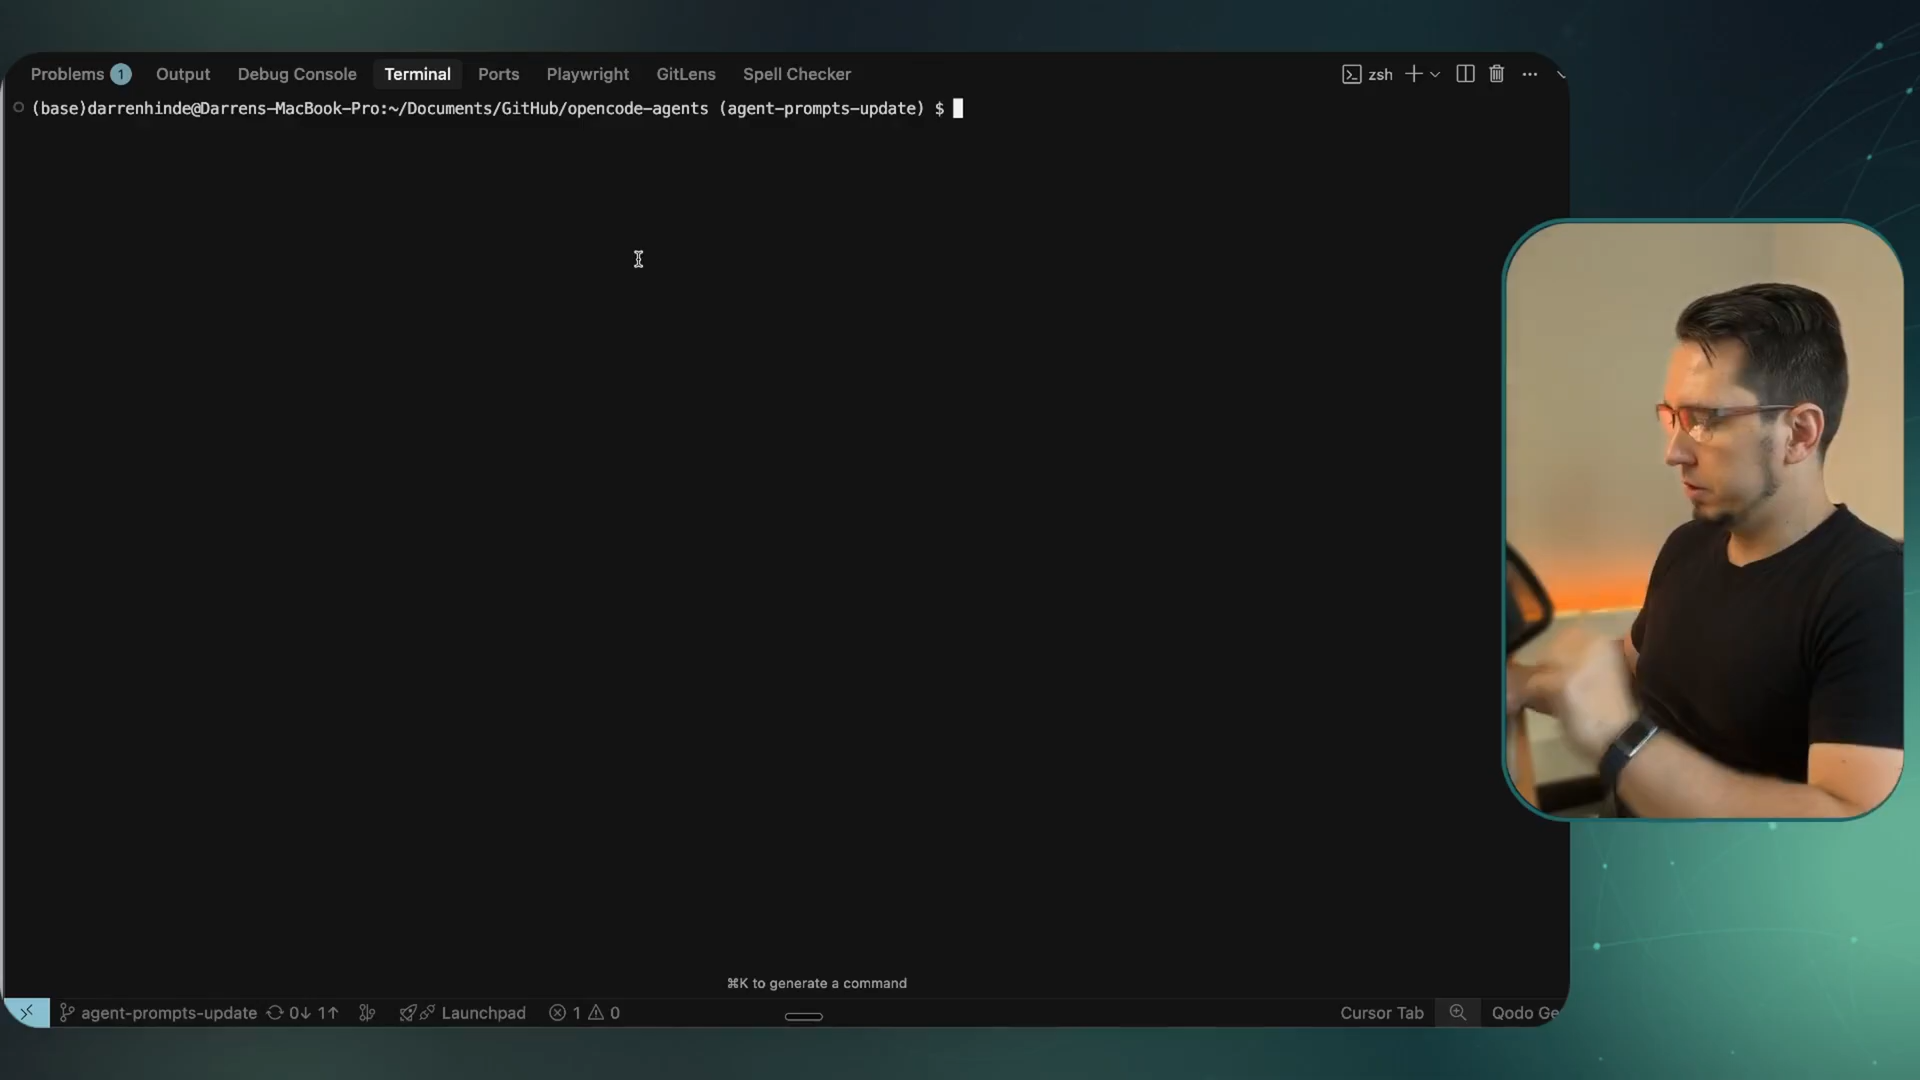 Problems 1 Output Debug Console Terminal Ports Playwright GitLens Spell Checker zsh
(base)darrenhinde@Darrens-MacBook-Pro:~/Documents/GitHub/opencode-agents (agent-prompts-update) $
⌘K to generate a command
agent-prompts-update 0↓ 1↑ Launchpad 1 0 Cursor Tab Qodo Ge